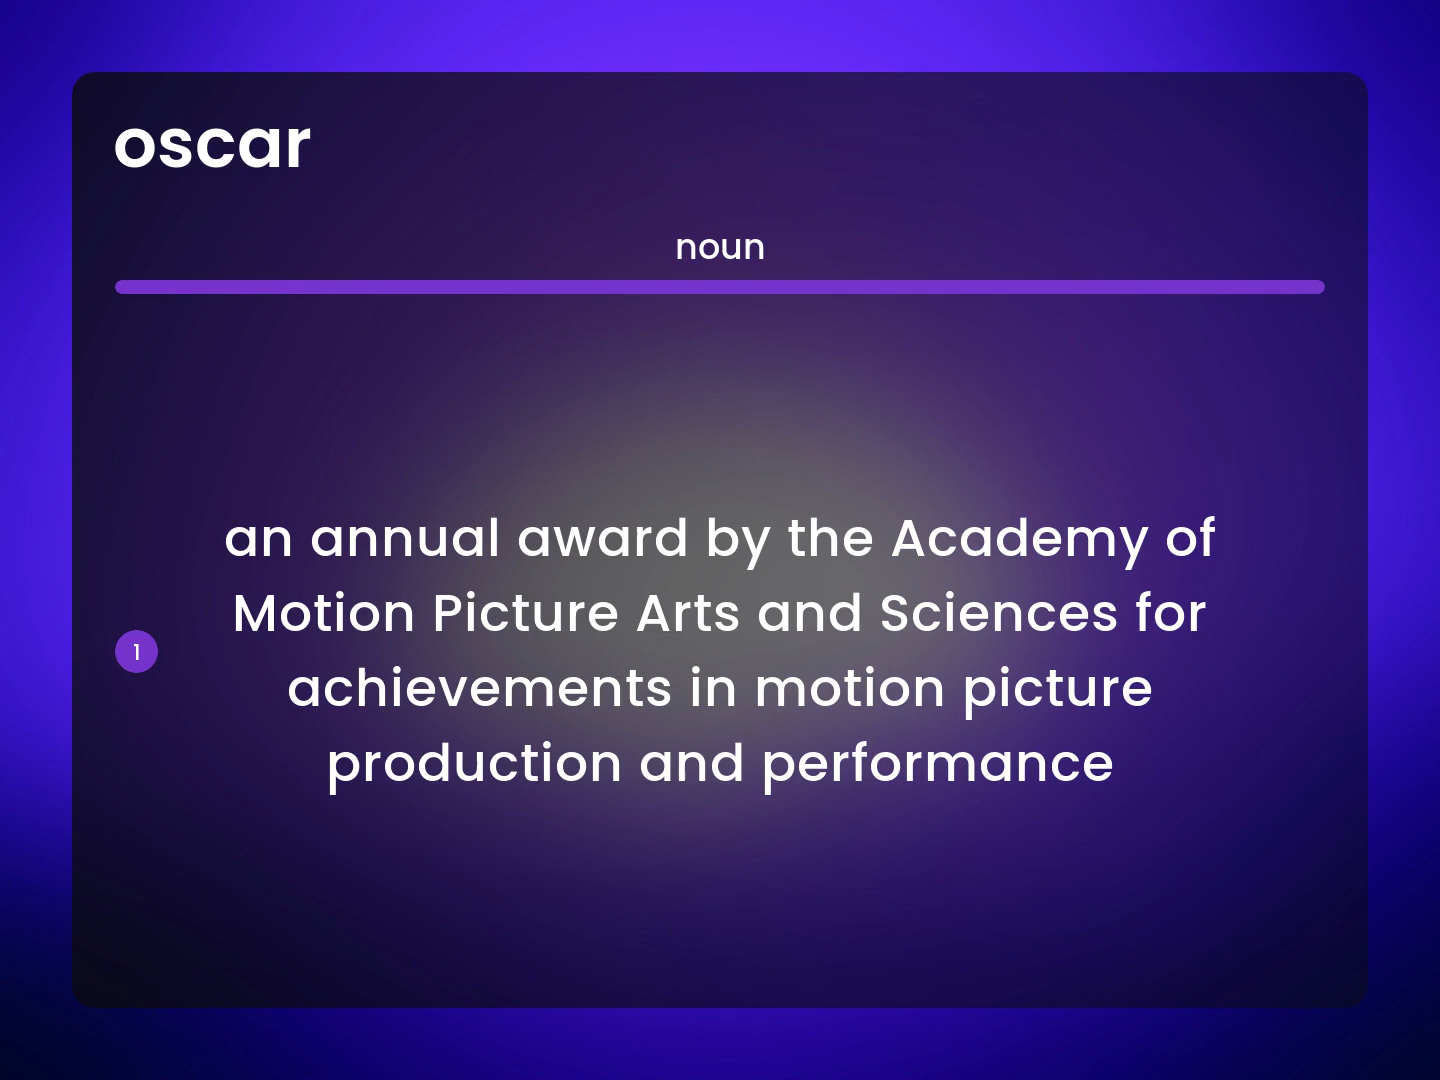 oscar
noun
1
an annual award by the Academy of
Motion Picture Arts and Sciences for
achievements in motion picture
production and performance